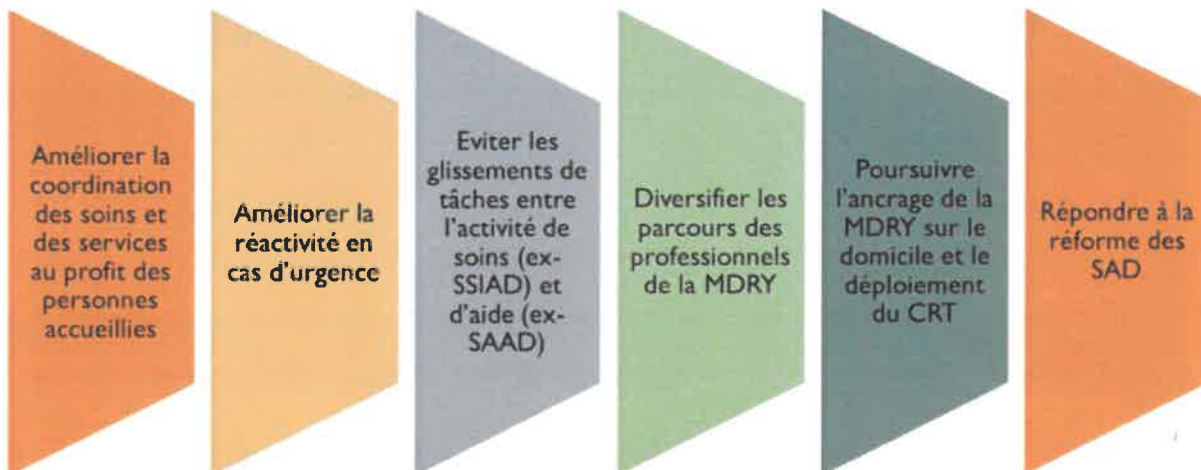 Améliorer la
coordination
des soins et
des services
au profit des
personnes
accueillies
Améliorer la
réactivité en
cas d'urgence
Eviter les
glissements de
tâches entre
l'activité de
soins (ex-
SSIAD) et
d'aide (ex-
SAAD)
Diversifier les
parcours des
professionnels
de la MDRY
Poursuivre
l'ancrage de la
MDRY sur le
domicile et le
déploiement
du CRT
Répondre à la
réforme des
SAD